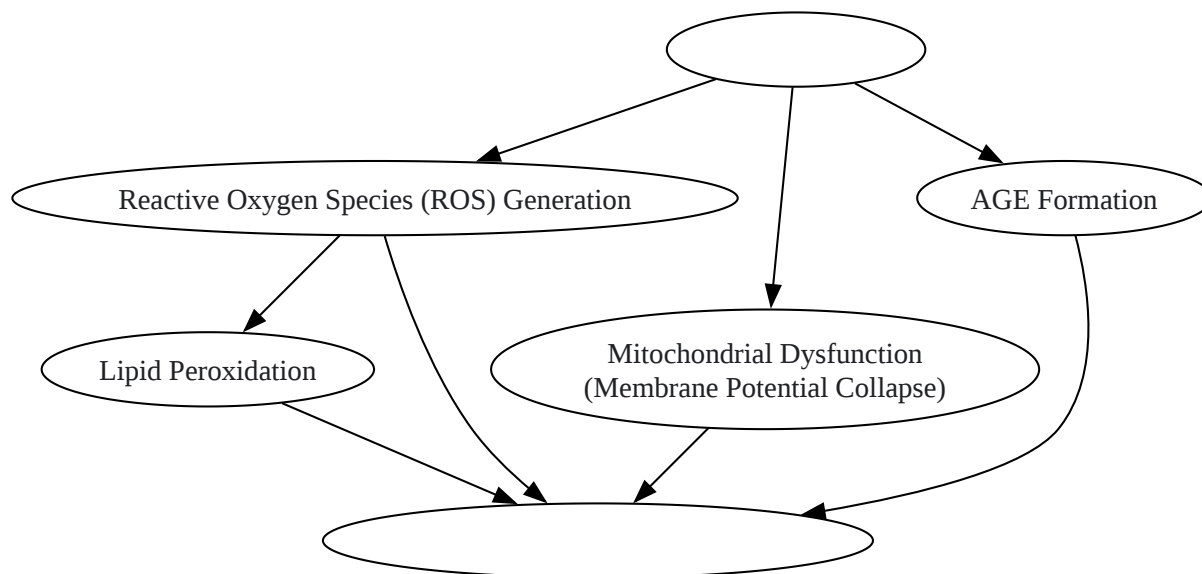 Reactive Oxygen Species (ROS) Generation
AGE Formation
Lipid Peroxidation
Mitochondrial Dysfunction
(Membrane Potential Collapse)